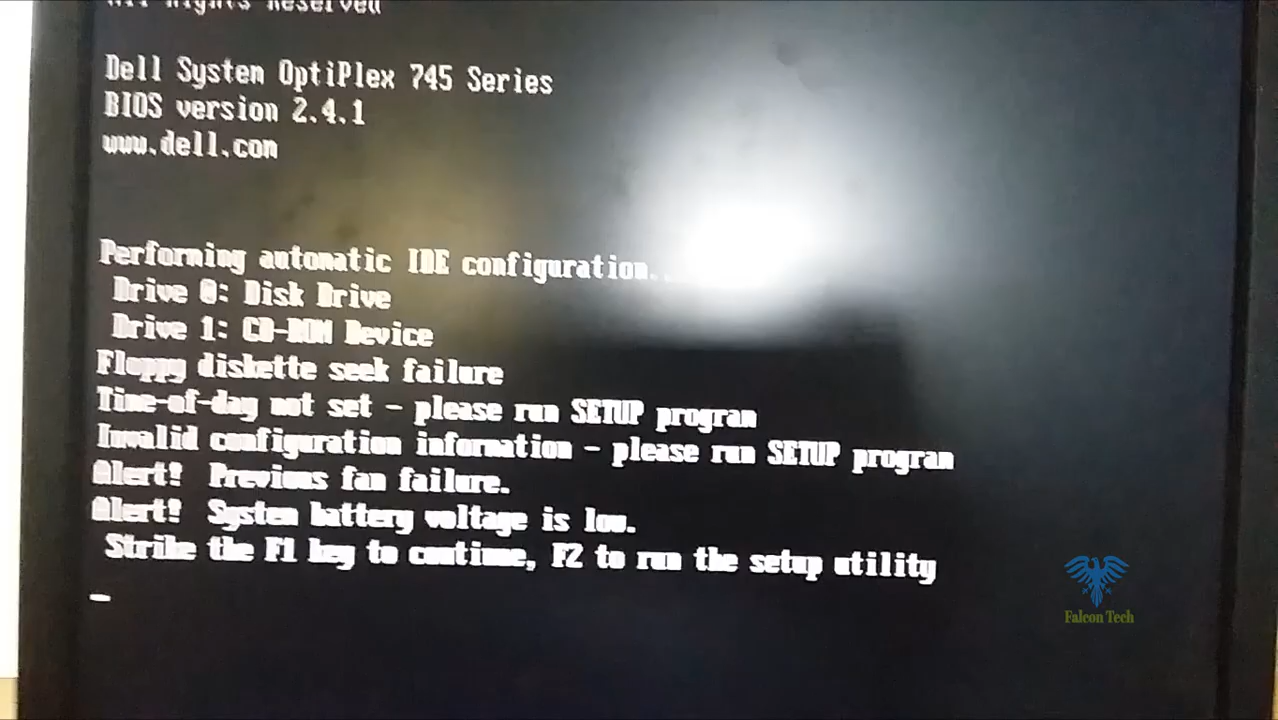 All Rights Reserved
Dell System OptiPlex 745 Series
BIOS version 2.4.1
www.dell.com
Performing automatic IDE configuration..
Drive 0: Disk Drive
Drive 1: CD-ROM Device
Floppy diskette seek failure
Time-of-day not set - please run SETUP program
Invalid configuration information - please run SETUP program
Alert! Previous fan failure.
Alert! System battery voltage is low.
Strike the F1 key to continue, F2 to run the setup utility
Falcon Tech